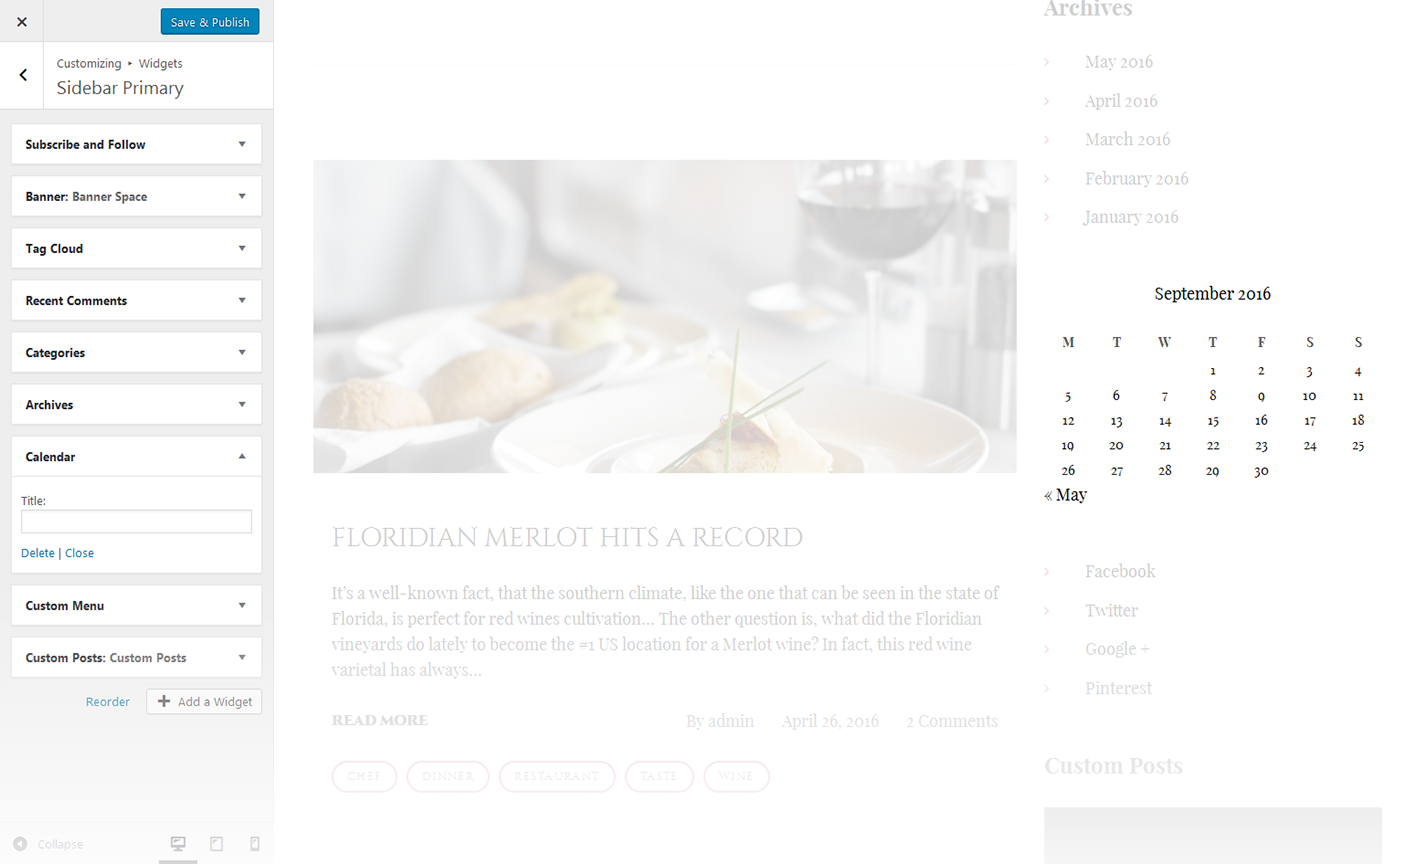 Save & Publish
Customizing ▸ Widgets
Sidebar Primary
Subscribe and Follow
Banner: Banner Space
Tag Cloud
Recent Comments
Categories
Archives
Calendar
Title:
Delete | Close
Custom Menu
Custom Posts: Custom Posts
Reorder
Add a Widget
Collapse
FLORIDIAN MERLOT HITS A RECORD
It's a well-known fact, that the southern climate, like the one that can be seen in the state of
Florida, is perfect for red wines cultivation... The other question is, what did the Floridian
vineyards do lately to become the #1 US location for a Merlot wine? In fact, this red wine
varietal has always...
READ MORE By admin April 26, 2016 2 Comments
CHEF DINNER RESTAURANT TASTE WINE
Archives
May 2016
April 2016
March 2016
February 2016
January 2016
September 2016
M T W T F S S
1 2 3 4
5 6 7 8 9 10 11
12 13 14 15 16 17 18
19 20 21 22 23 24 25
26 27 28 29 30
« May
Facebook
Twitter
Google +
Pinterest
Custom Posts